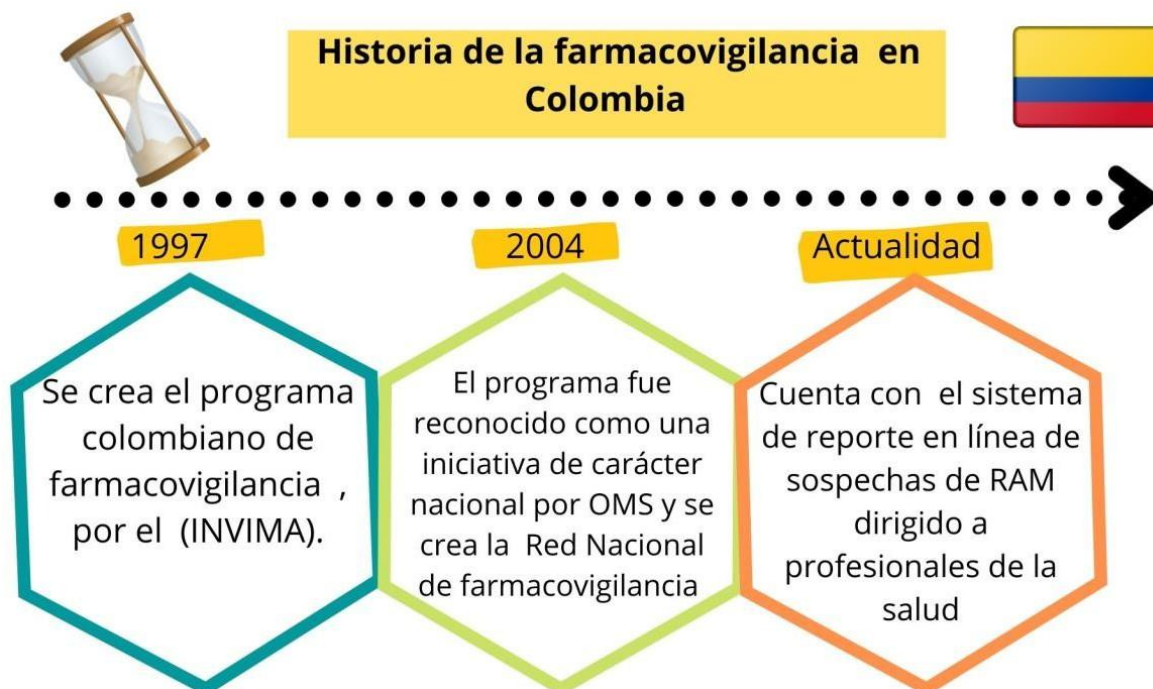 Historia de la farmacovigilancia en
Colombia
1997
2004
Actualidad
Se crea el programa
colombiano de
farmacovigilancia ,
por el (INVIMA).
El programa fue
reconocido como una
iniciativa de carácter
nacional por OMS y se
crea la Red Nacional
de farmacovigilancia
Cuenta con el sistema
de reporte en línea de
sospechas de RAM
dirigido a
profesionales de la
salud